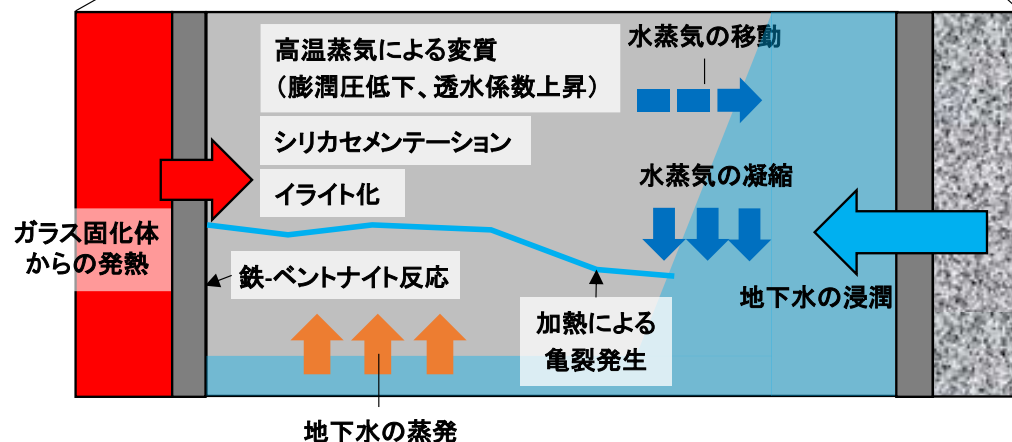 高温蒸気による変質
（膨潤圧低下、透水係数上昇）
水蒸気の移動
シリカセメンテーション
水蒸気の凝縮
イライト化
ガラス固化体
からの発熱
鉄-ベントナイト反応
地下水の浸潤
加熱による
亀裂発生
地下水の蒸発